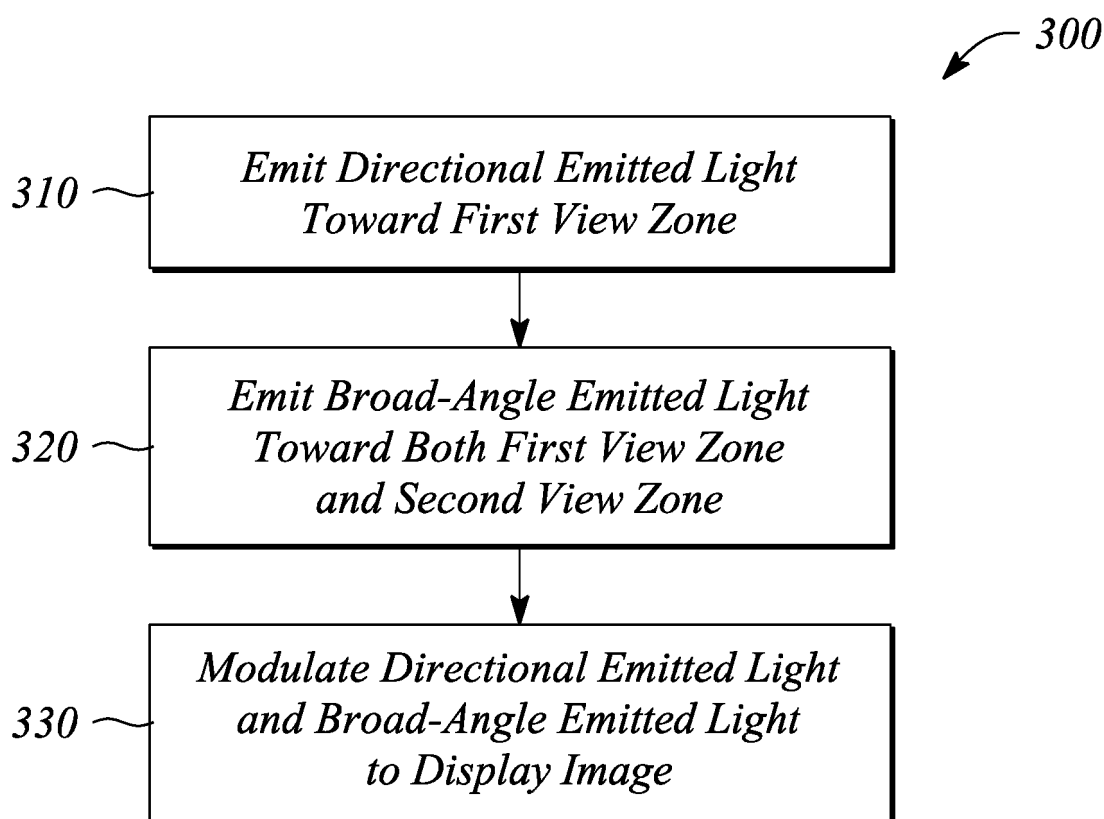 300
310
Emit Directional Emitted Light
Toward First View Zone
320
Emit Broad-Angle Emitted Light
Toward Both First View Zone
and Second View Zone
330
Modulate Directional Emitted Light
and Broad-Angle Emitted Light
to Display Image